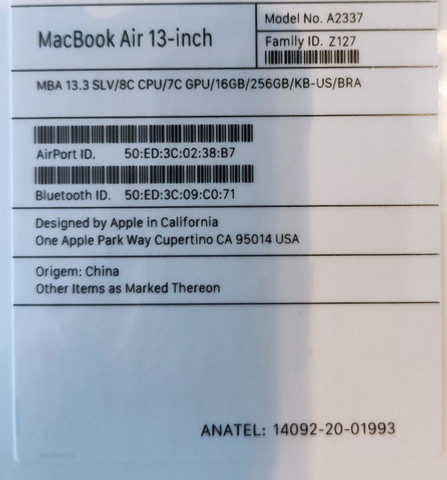 MacBook Air 13-inch
Model No. A2337
Family ID. Z127
MBA 13.3 SLV/8C CPU/7C GPU/16GB/256GB/KB-US/BRA
AirPort ID. 50:ED:3C:02:38:B7
Bluetooth ID. 50:ED:3C:09:C0:71
Designed by Apple in California
One Apple Park Way Cupertino CA 95014 USA
Origem: China
Other Items as Marked Thereon
ANATEL: 14092-20-01993